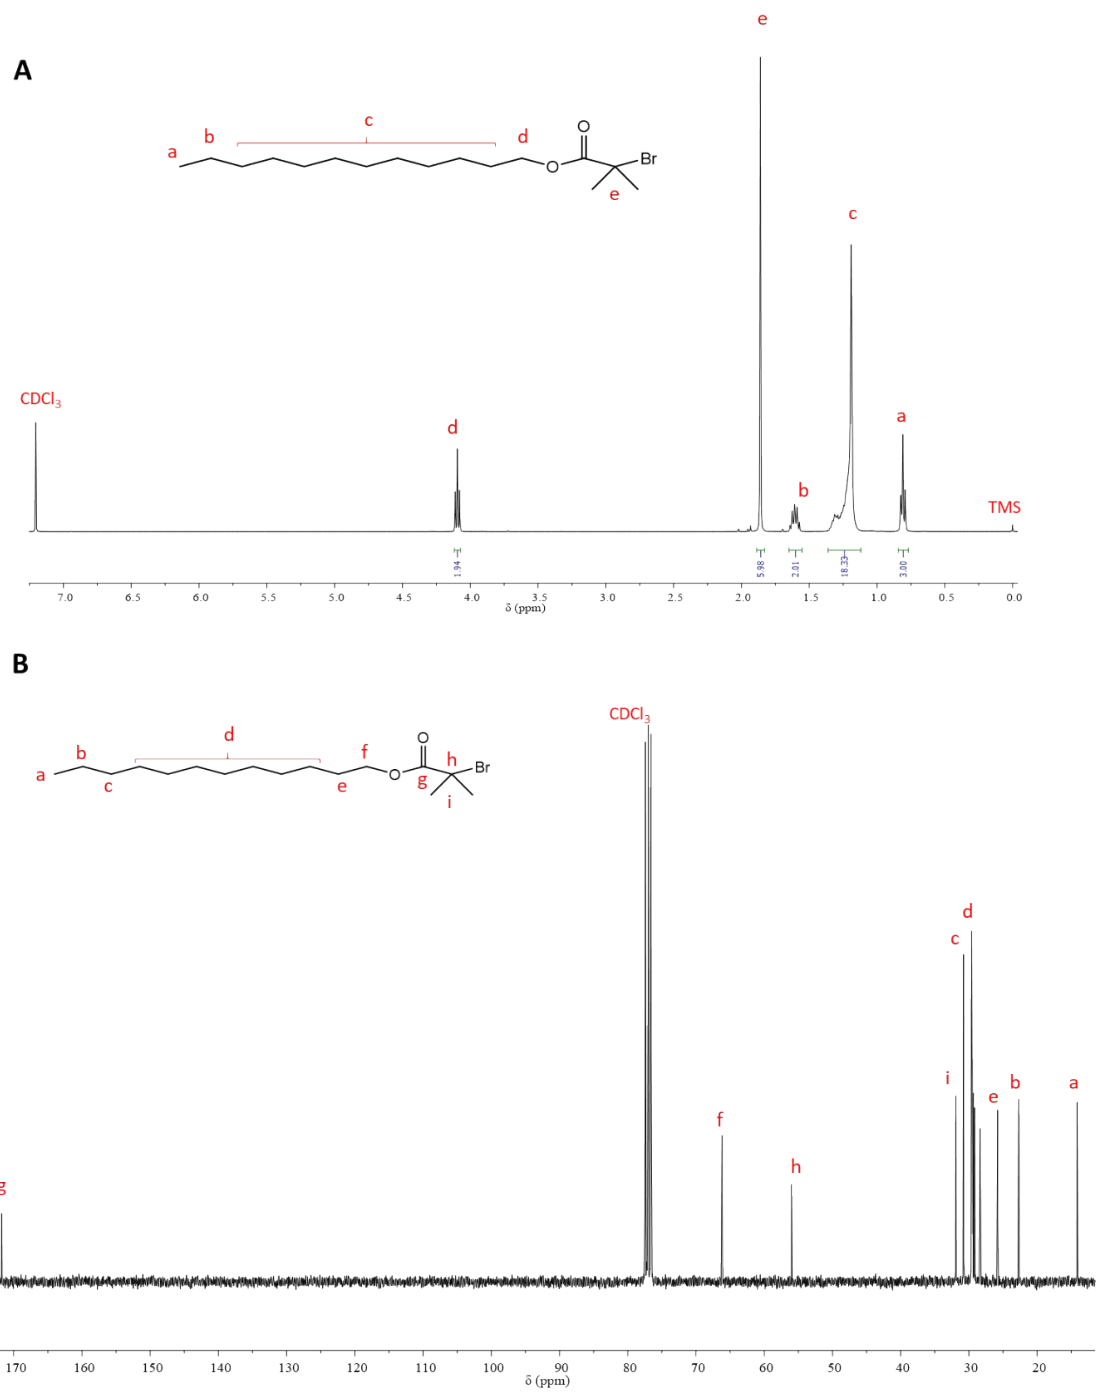 e
A
c
b
d
a
O
O
Br
e
c
CDCl3
d
a
b
TMS
1.94
5.98
2.01
18.33
3.00
7.0 6.5 6.0 5.5 5.0 4.5 4.0 3.5 3.0 2.5 2.0 1.5 1.0 0.5 0.0
δ (ppm)
B
CDCl3
d
b
f
O
h
a
c
O
g
Br
e
i
d
c
i
e
b
a
f
h
g
170 160 150 140 130 120 110 100 90 80 70 60 50 40 30 20
δ (ppm)